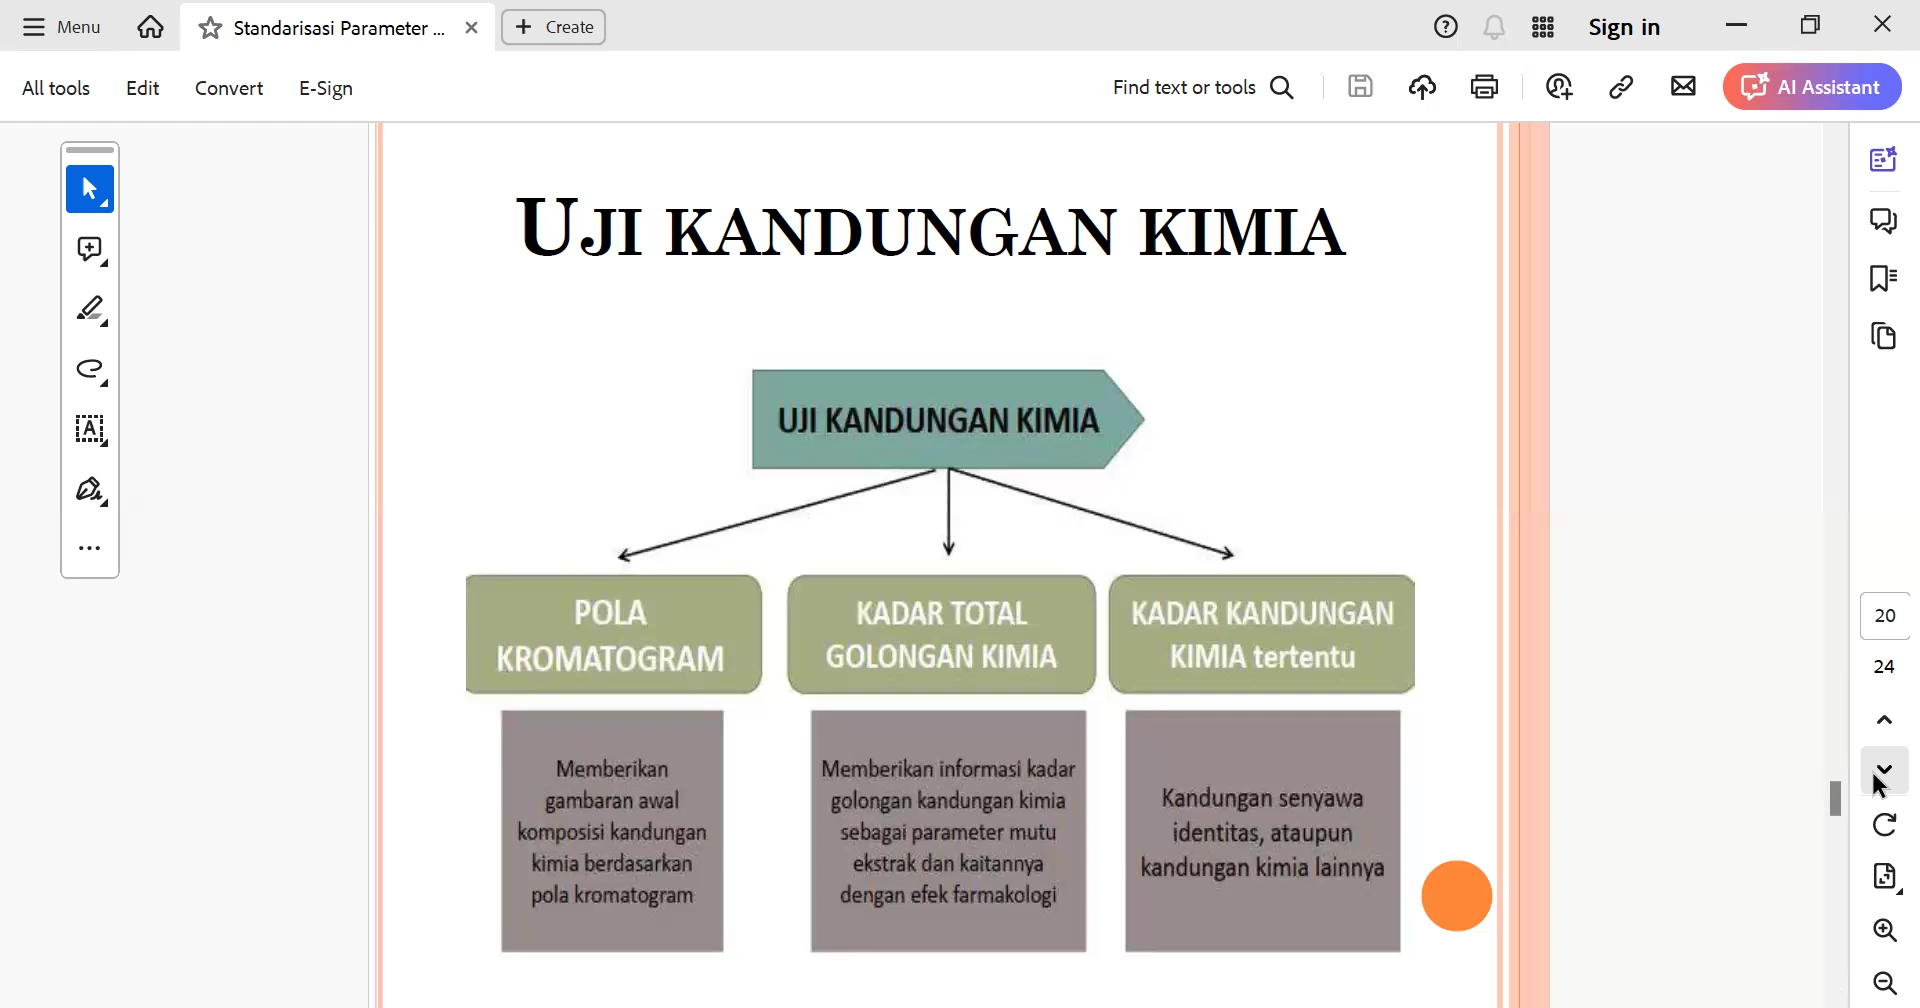 Menu
Standarisasi Parameter ...
Create
Sign in
All tools
Edit
Convert
E-Sign
Find text or tools
AI Assistant
UJI KANDUNGAN KIMIA
UJI KANDUNGAN KIMIA
POLA
KROMATOGRAM
KADAR TOTAL
GOLONGAN KIMIA
KADAR KANDUNGAN
KIMIA tertentu
Memberikan
gambaran awal
komposisi kandungan
kimia berdasarkan
pola kromatogram
Memberikan informasi kadar
golongan kandungan kimia
sebagai parameter mutu
ekstrak dan kaitannya
dengan efek farmakologi
Kandungan senyawa
identitas, ataupun
kandungan kimia lainnya
20
24